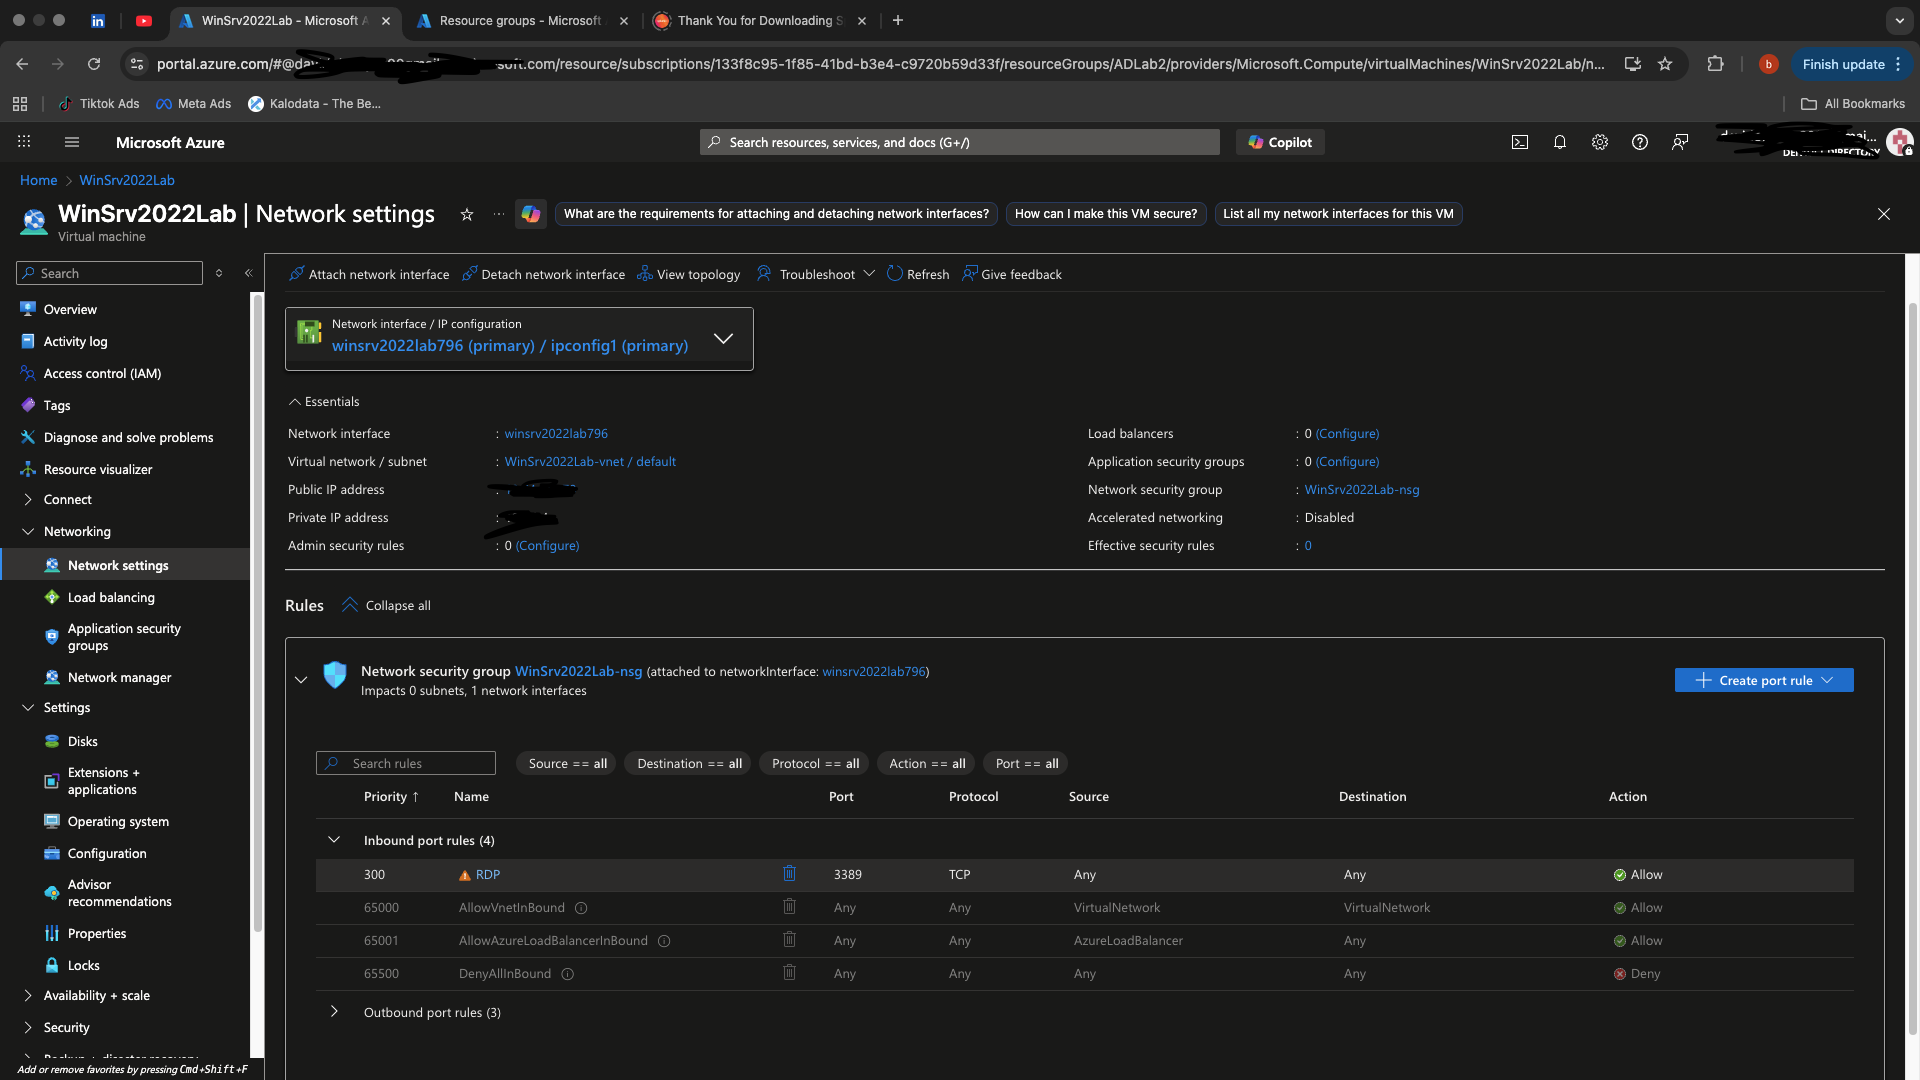 WinSrv2022Lab - Microsoft A
Resource groups - Microsoft
Thank You for Downloading S
portal.azure.com/#@da
soft.com/resource/subscriptions/133f8c95-1f85-41bd-b3e4-c9720b59d33f/resourceGroups/ADLab2/providers/Microsoft.Compute/virtualMachines/WinSrv2022Lab/n...
b
Finish update
Tiktok Ads
Meta Ads
Kalodata - The Be...
All Bookmarks
Microsoft Azure
Search resources, services, and docs (G+/)
Copilot
Home > WinSrv2022Lab
WinSrv2022Lab | Network settings
Virtual machine
What are the requirements for attaching and detaching network interfaces?
How can I make this VM secure?
List all my network interfaces for this VM
Search
Overview
Activity log
Access control (IAM)
Tags
Diagnose and solve problems
Resource visualizer
Connect
Networking
Network settings
Load balancing
Application security
groups
Network manager
Settings
Disks
Extensions +
applications
Operating system
Configuration
Advisor
recommendations
Properties
Locks
Availability + scale
Security
Backup + disaster recovery
Add or remove favorites by pressing Cmd+Shift+F
Attach network interface
Detach network interface
View topology
Troubleshoot
Refresh
Give feedback
Network interface / IP configuration
winsrv2022lab796 (primary) / ipconfig1 (primary)
Essentials
Network interface : winsrv2022lab796
Virtual network / subnet : WinSrv2022Lab-vnet / default
Public IP address :
Private IP address :
Admin security rules : 0 (Configure)
Load balancers : 0 (Configure)
Application security groups : 0 (Configure)
Network security group : WinSrv2022Lab-nsg
Accelerated networking : Disabled
Effective security rules : 0
Rules Collapse all
Network security group WinSrv2022Lab-nsg (attached to networkInterface: winsrv2022lab796)
Impacts 0 subnets, 1 network interfaces
Create port rule
Search rules
Source == all
Destination == all
Protocol == all
Action == all
Port == all
Priority ↑ Name Port Protocol Source Destination Action
Inbound port rules (4)
300 RDP 3389 TCP Any Any Allow
65000 AllowVnetInBound Any Any VirtualNetwork VirtualNetwork Allow
65001 AllowAzureLoadBalancerInBound Any Any AzureLoadBalancer Any Allow
65500 DenyAllInBound Any Any Any Any Deny
Outbound port rules (3)